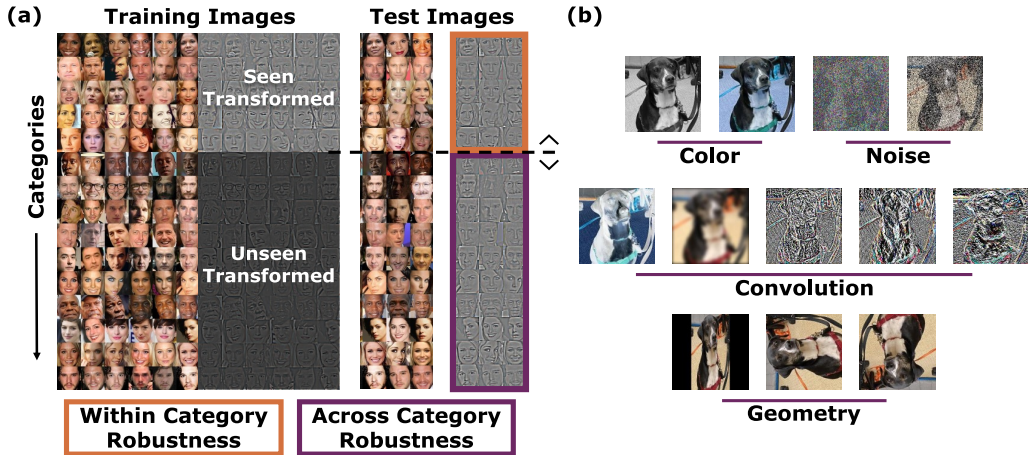 (a)
Training Images
Test Images
Categories
Seen
Transformed
Unseen
Transformed
Within Category
Robustness
Across Category
Robustness
(b)
Color
Noise
Convolution
Geometry